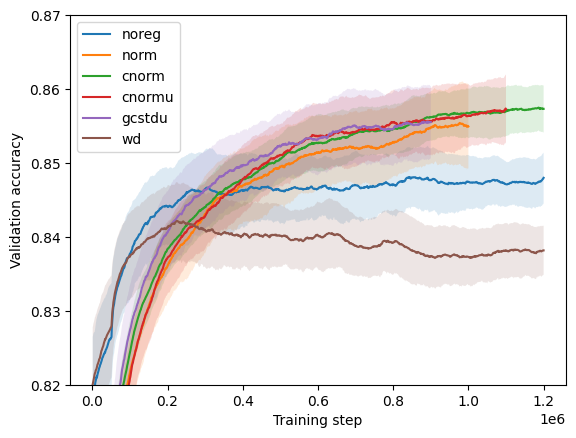 0.87
0.86
0.85
0.84
0.83
0.82
Validation accuracy
noreg
norm
cnorm
cnormu
gcstdu
wd
0.0 0.2 0.4 0.6 0.8 1.0 1.2
1e6
Training step